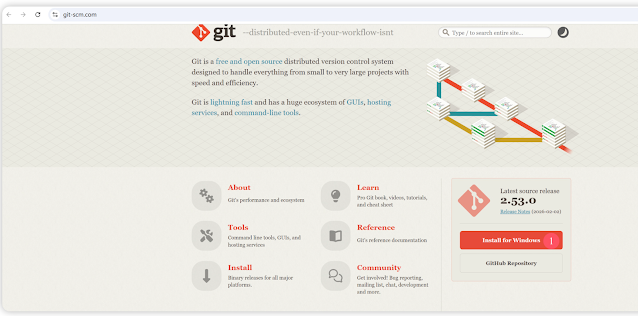 git-scm.com
git --distributed-even-if-your-workflow-isnt
Type / to search entire site...
Git is a free and open source distributed version control system
designed to handle everything from small to very large projects with
speed and efficiency.
Git is lightning fast and has a huge ecosystem of GUIs, hosting
services, and command-line tools.
About
Git's performance and ecosystem
Learn
Pro Git book, videos, tutorials,
and cheat sheet
Tools
Command line tools, GUIs, and
hosting services
Reference
Git's reference documentation
Install
Binary releases for all major
platforms.
Community
Get involved! Bug reporting,
mailing list, chat, development
and more.
Latest source release
2.53.0
Release Notes (2026-02-02)
Install for Windows 1
GitHub Repository